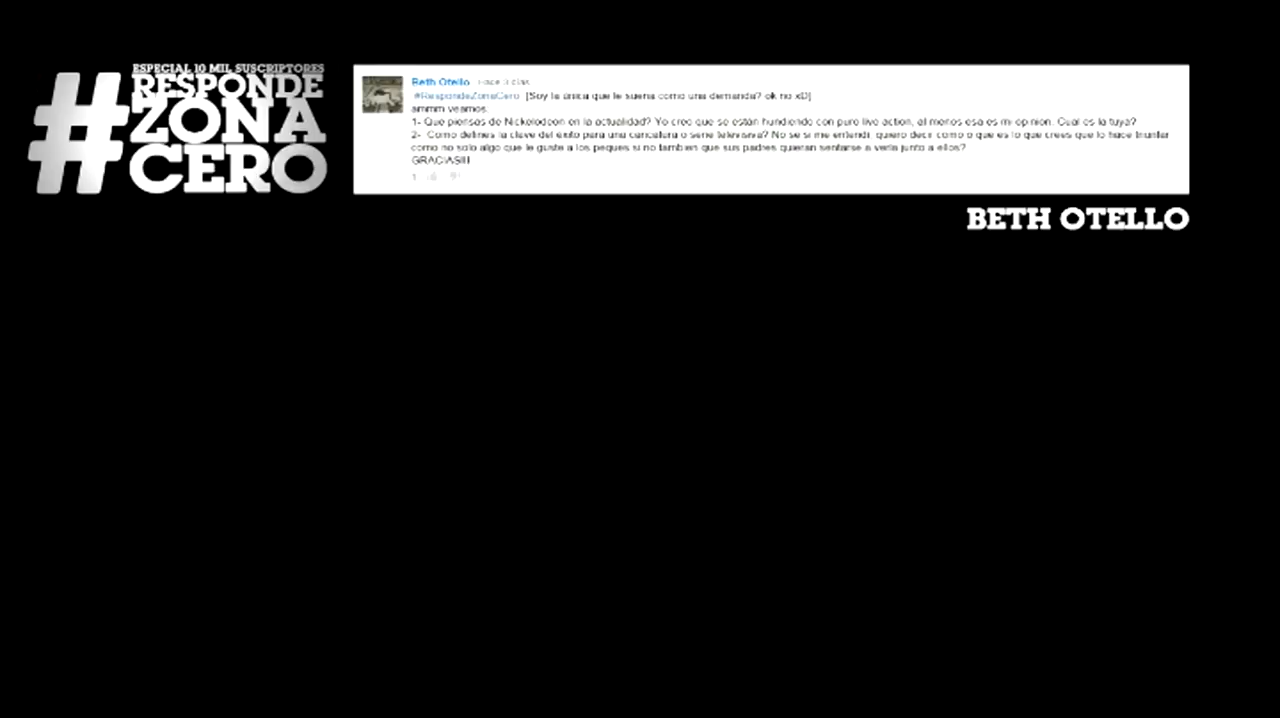 ESPECIAL 10 MIL SUSCRIPTORES
#RESPONDE
ZONA
CERO
Beth Otello Hace 3 días
#RespondeZonaCero [Soy la única que le suena como una demanda? ok no xD]
ammm veamos.
1- Que piensas de Nickelodeon en la actualidad? Yo creo que se están hundiendo con puro live action, al menos esa es mi opinion. Cual es la tuya?
2- Como defines la clave del éxito para una caricatura o serie televisiva? No se si me entendi, quiero decir como o que es lo que crees que lo hace triunfar
como no solo algo que le guste a los peques si no tambien que sus padres quieran sentarse a verla junto a ellos?
GRACIAS!!!
1
BETH OTELLO